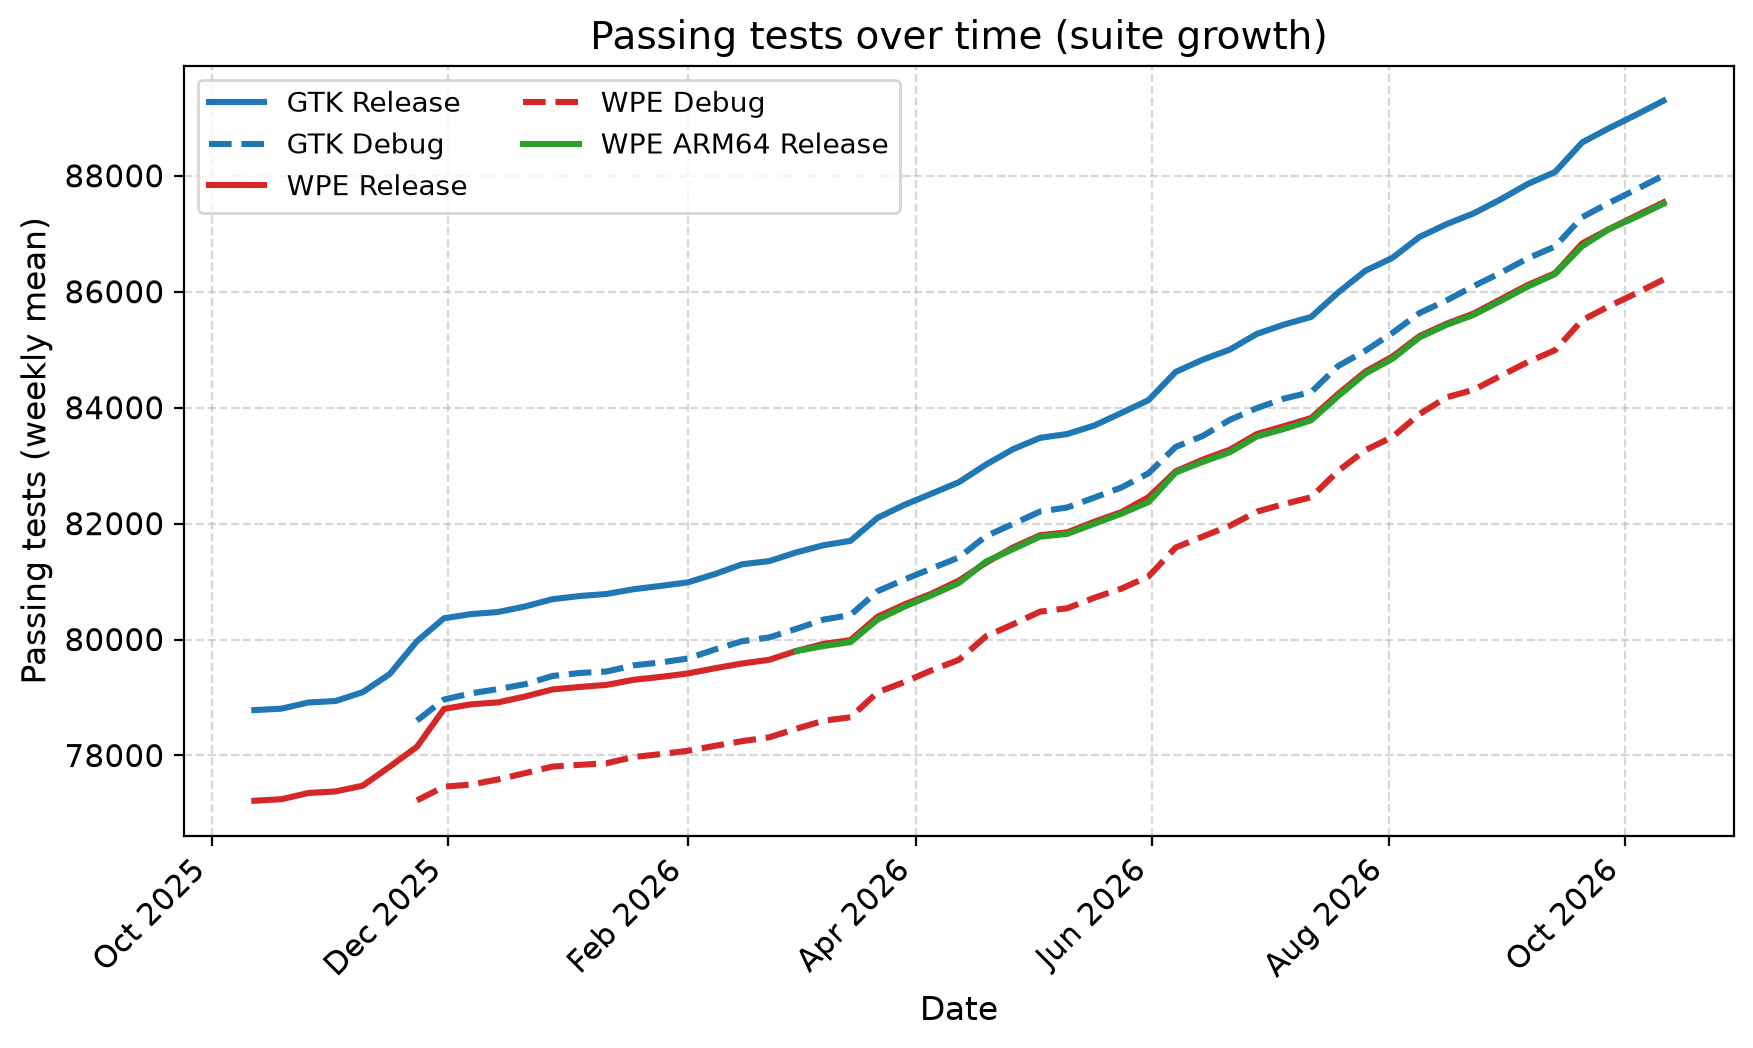 Passing tests over time (suite growth)
GTK Release
GTK Debug
WPE Release
WPE Debug
WPE ARM64 Release
Passing tests (weekly mean)
88000
86000
84000
82000
80000
78000
Oct 2025
Dec 2025
Feb 2026
Apr 2026
Jun 2026
Aug 2026
Oct 2026
Date